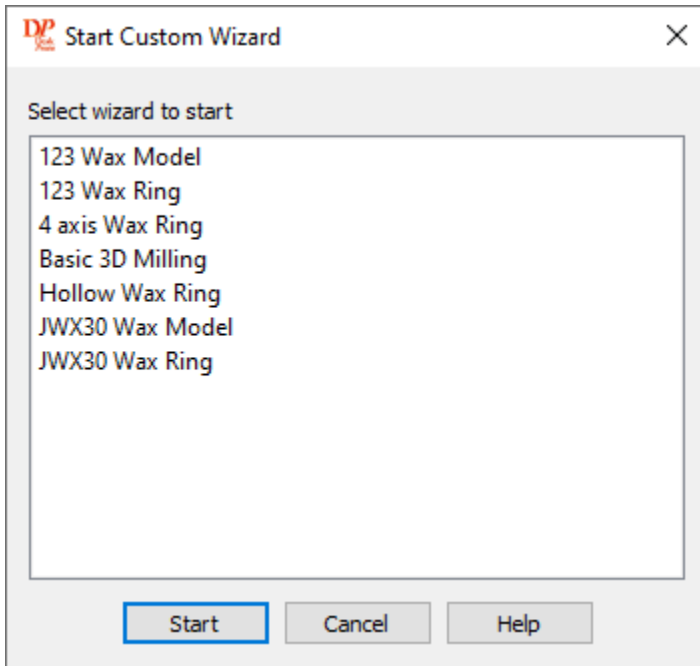 DP
Start Custom Wizard
Select wizard to start
123 Wax Model
123 Wax Ring
4 axis Wax Ring
Basic 3D Milling
Hollow Wax Ring
JWX30 Wax Model
JWX30 Wax Ring
Start
Cancel
Help